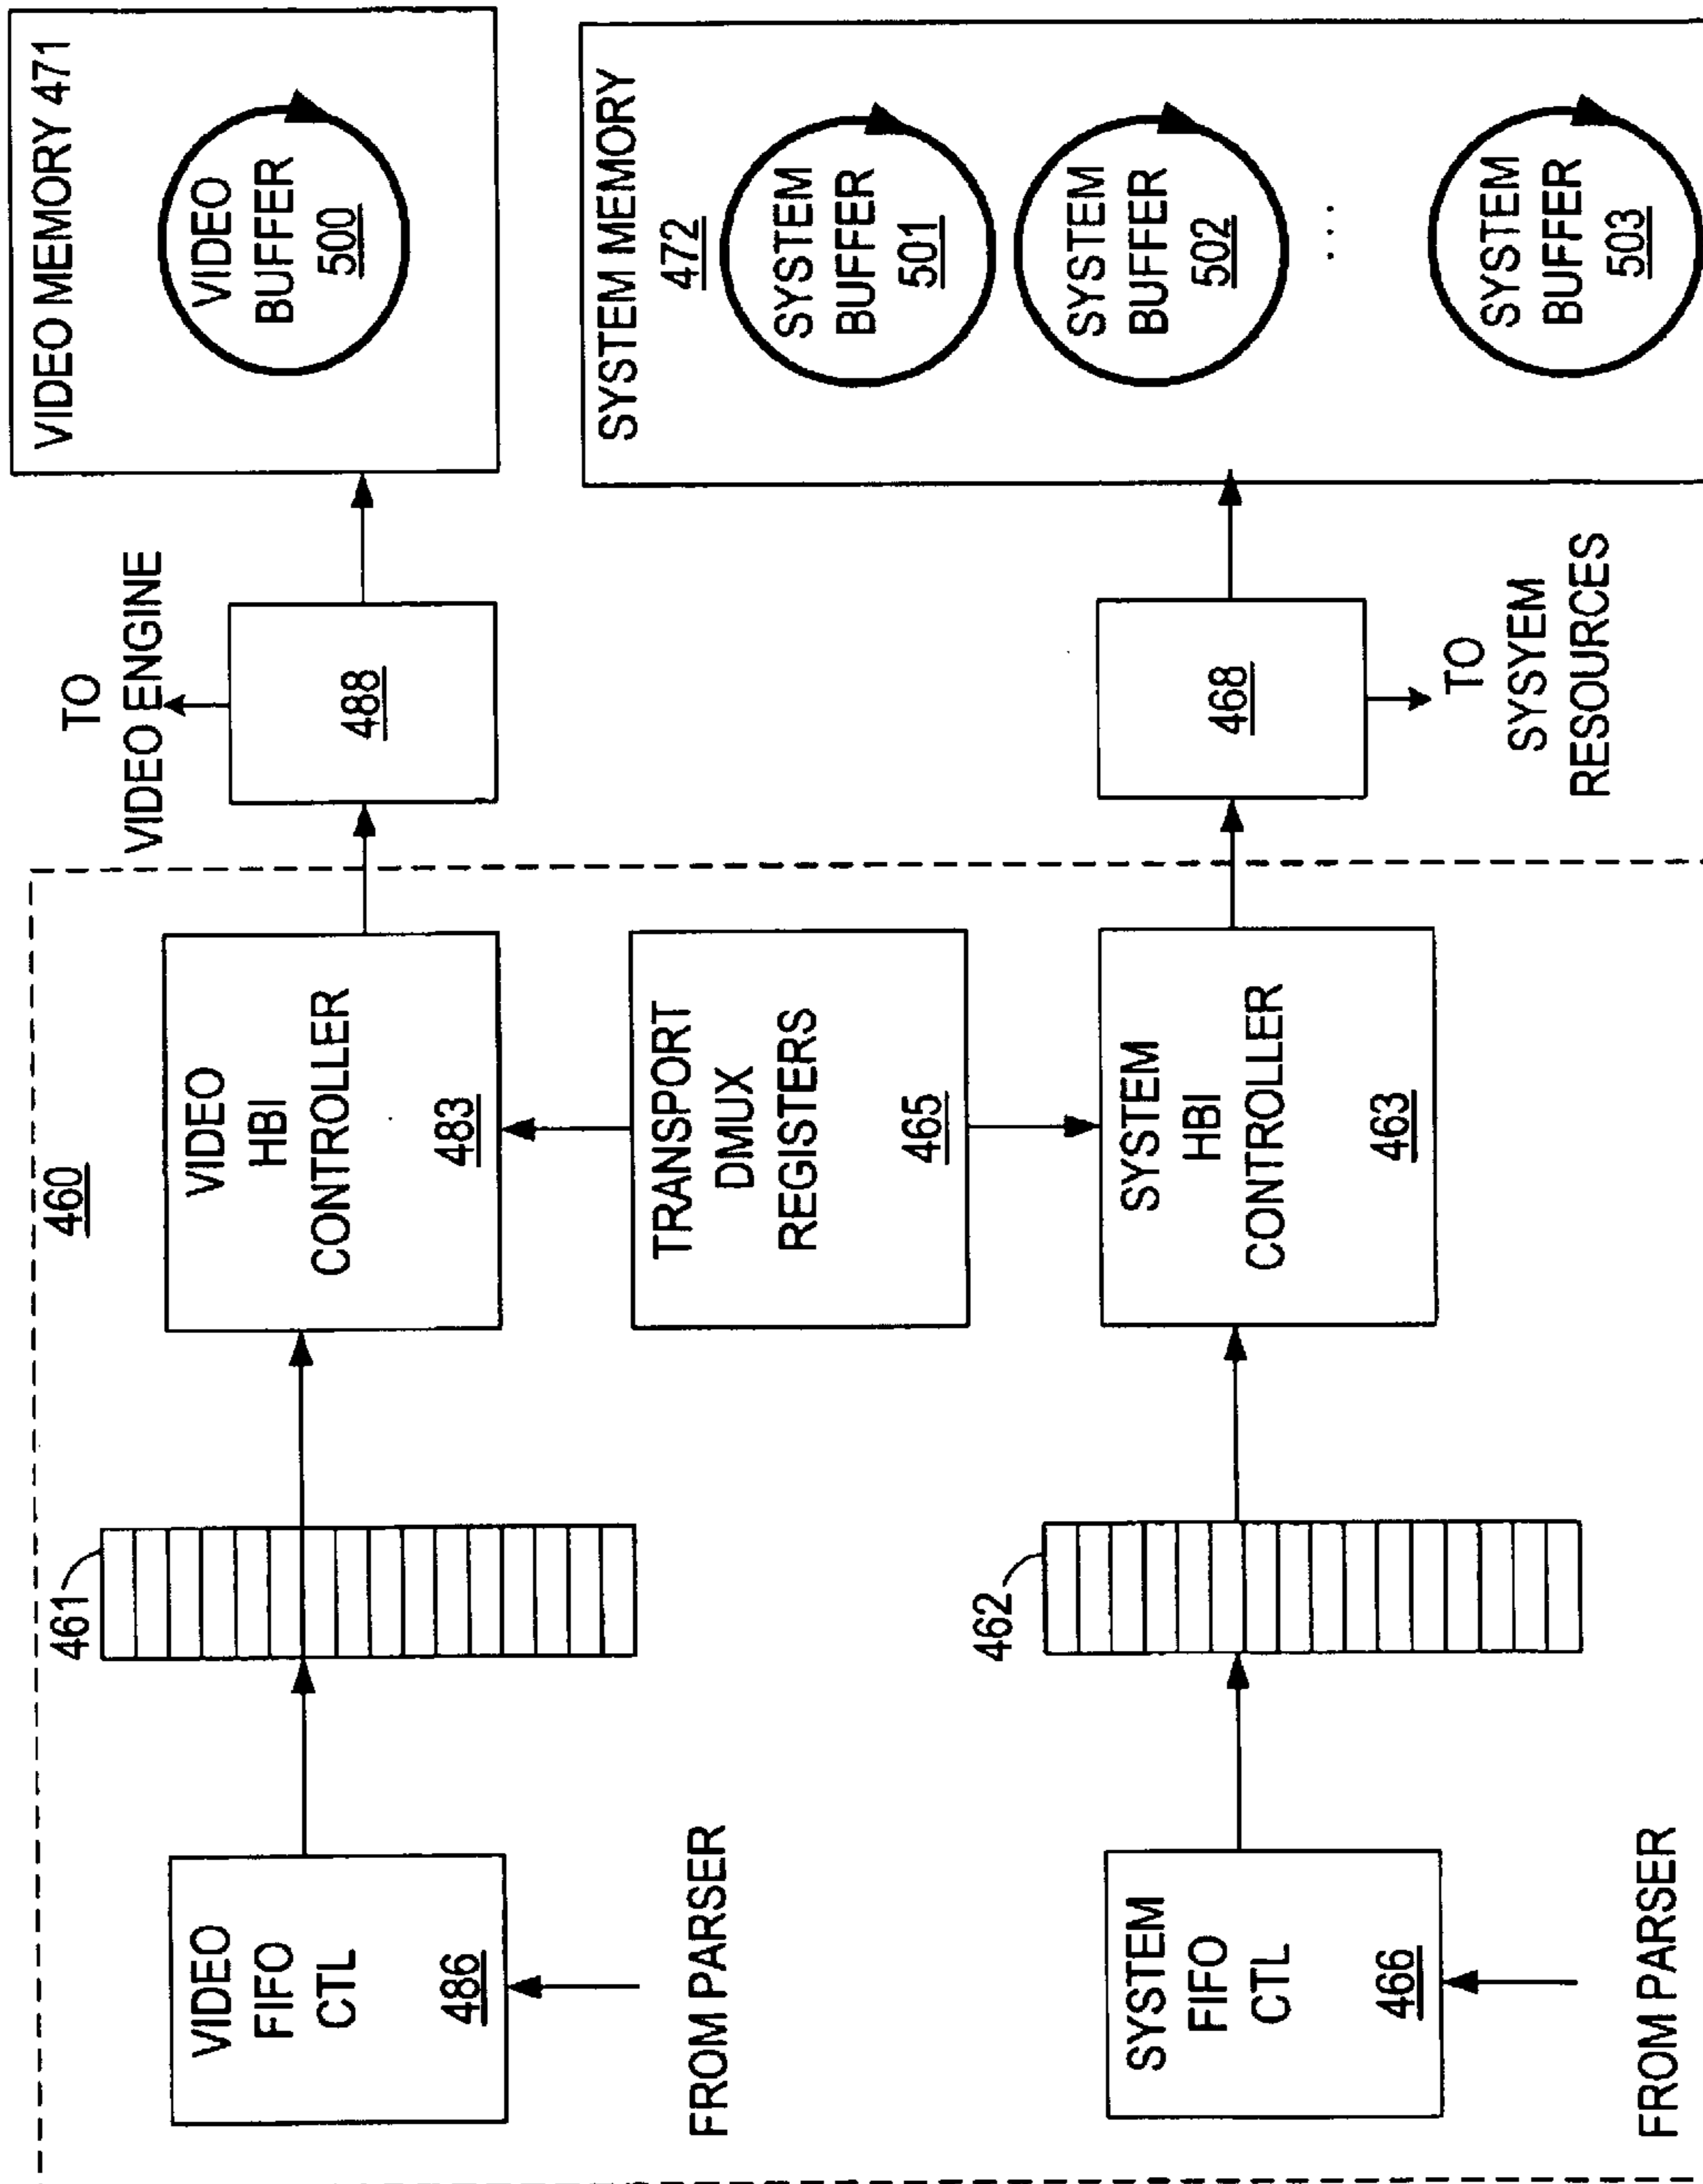 460
VIDEO
FIFO
CTL
486
FROM PARSER
461
VIDEO
HBI
CONTROLLER
483
TO
VIDEO ENGINE
488
VIDEO MEMORY 471
VIDEO
BUFFER
500
TRANSPORT
DMUX
REGISTERS
465
SYSTEM
FIFO
CTL
466
FROM PARSER
462
SYSTEM
HBI
CONTROLLER
463
468
TO
SYSYEM
RESOURCES
SYSTEM MEMORY
472
SYSTEM
BUFFER
501
SYSTEM
BUFFER
502
...
SYSTEM
BUFFER
503